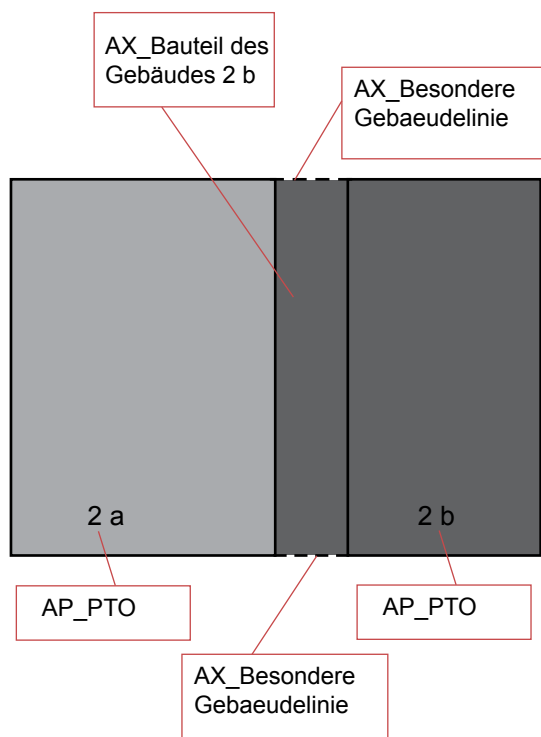 AX_Bauteil des
Gebäudes 2 b
AX_Besondere
Gebaeudelinie
2 a
2 b
AP_PTO
AP_PTO
AX_Besondere
Gebaeudelinie